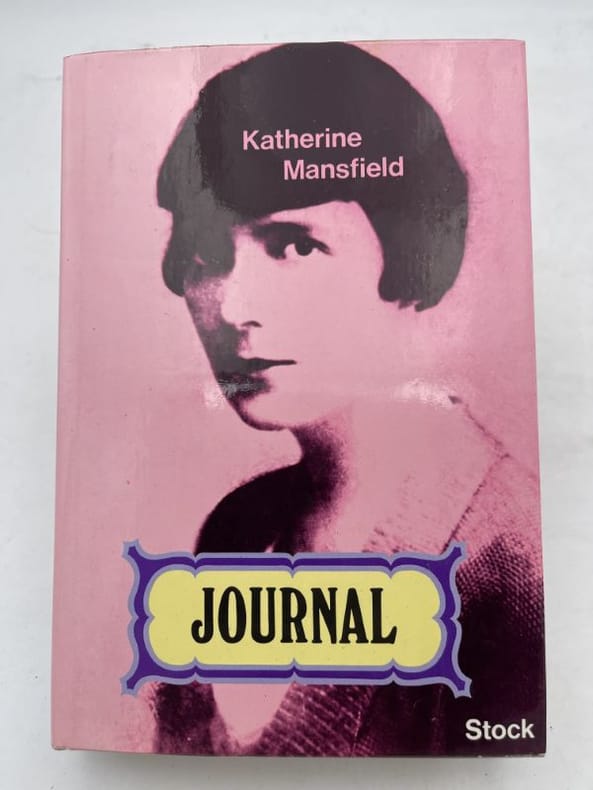 Katherine
Mansfield
JOURNAL
Stock